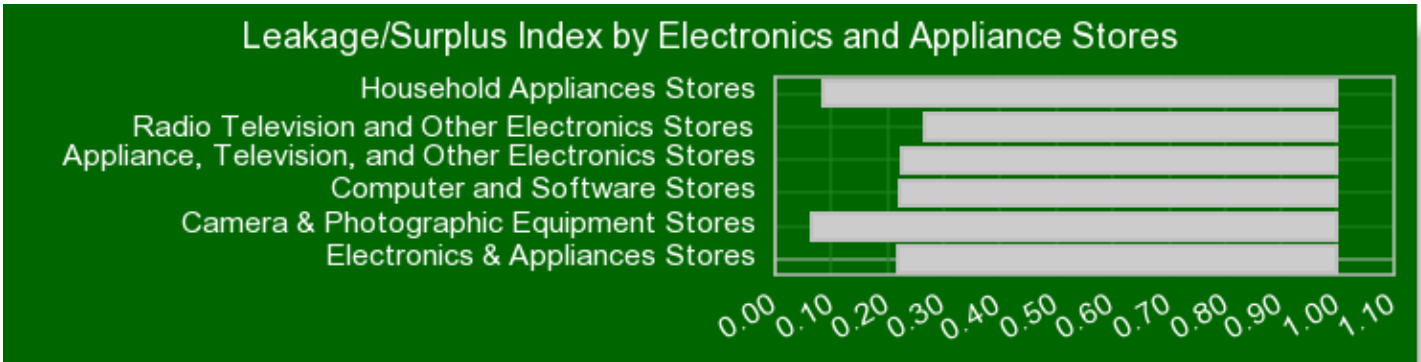 Leakage/Surplus Index by Electronics and Appliance Stores
Household Appliances Stores
Radio Television and Other Electronics Stores
Appliance, Television, and Other Electronics Stores
Computer and Software Stores
Camera & Photographic Equipment Stores
Electronics & Appliances Stores
0.00 0.10 0.20 0.30 0.40 0.50 0.60 0.70 0.80 0.90 1.00 1.10